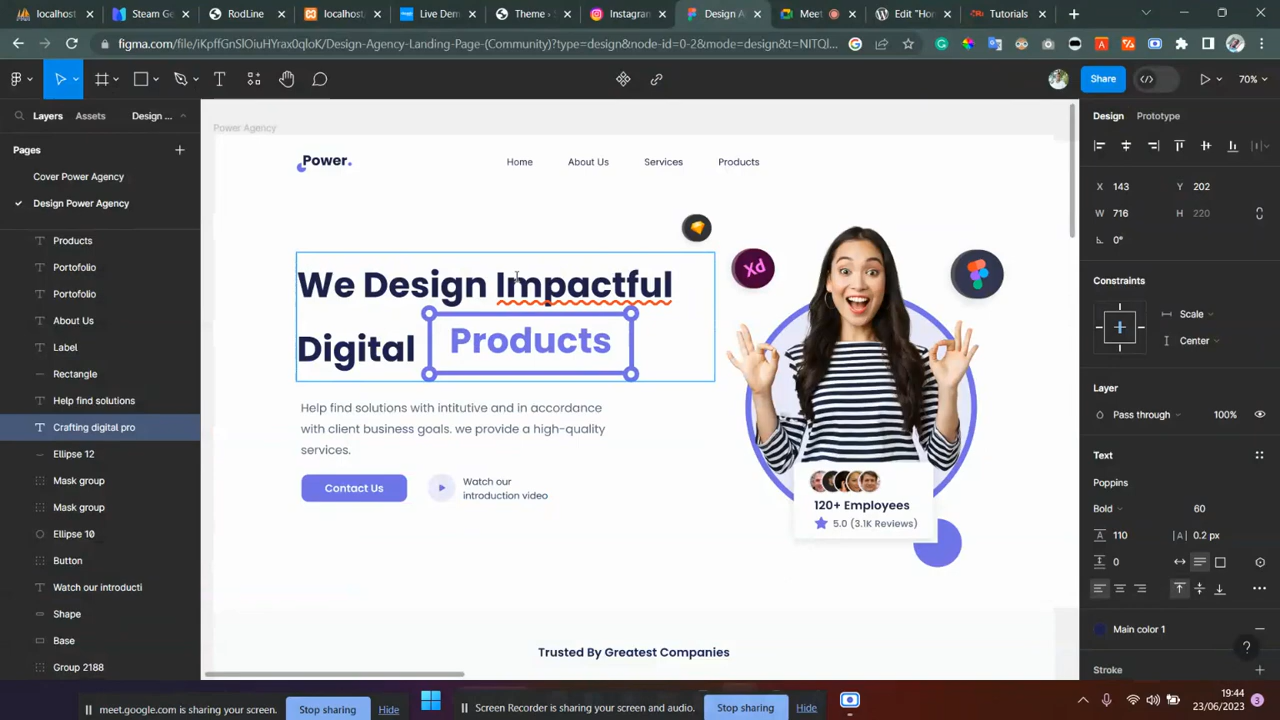 Steam Ge
RodLine
localhost
localhost:
Live Demo
Theme
Instagram
Design A
Meet
Edit "Hom
Tutorials
figma.com/file/iKpffGnSlOiuHYrax0qloK/Design-Agency-Landing-Page-(Community)?type=design&node-id=0-2&mode=design&t=NITQL
Share
70%
Layers
Assets
Design ...
Pages
Cover Power Agency
Design Power Agency
Products
Portofolio
Portofolio
About Us
Label
Rectangle
Help find solutions
Crafting digital pro
Ellipse 12
Mask group
Mask group
Ellipse 10
Button
Watch our introducti
Shape
Base
Group 2188
Power Agency
Power.
Home
About Us
Services
Products
We Design Impactful
Digital Products
Xd
Help find solutions with intitutive and in accordance
with client business goals. we provide a high-quality
services.
Contact Us
Watch our
introduction video
120+ Employees
5.0 (3.1K Reviews)
Trusted By Greatest Companies
Design
Prototype
X 143
Y 202
W 716
H 220
0°
Constraints
Scale
Center
Layer
Pass through
100%
Text
Poppins
Bold
60
110
0.2 px
0
Main color 1
Stroke
?
meet.google.com is sharing your screen.
Stop sharing
Hide
Screen Recorder is sharing your screen and audio.
Stop sharing
Hide
19:44
23/06/2023
3